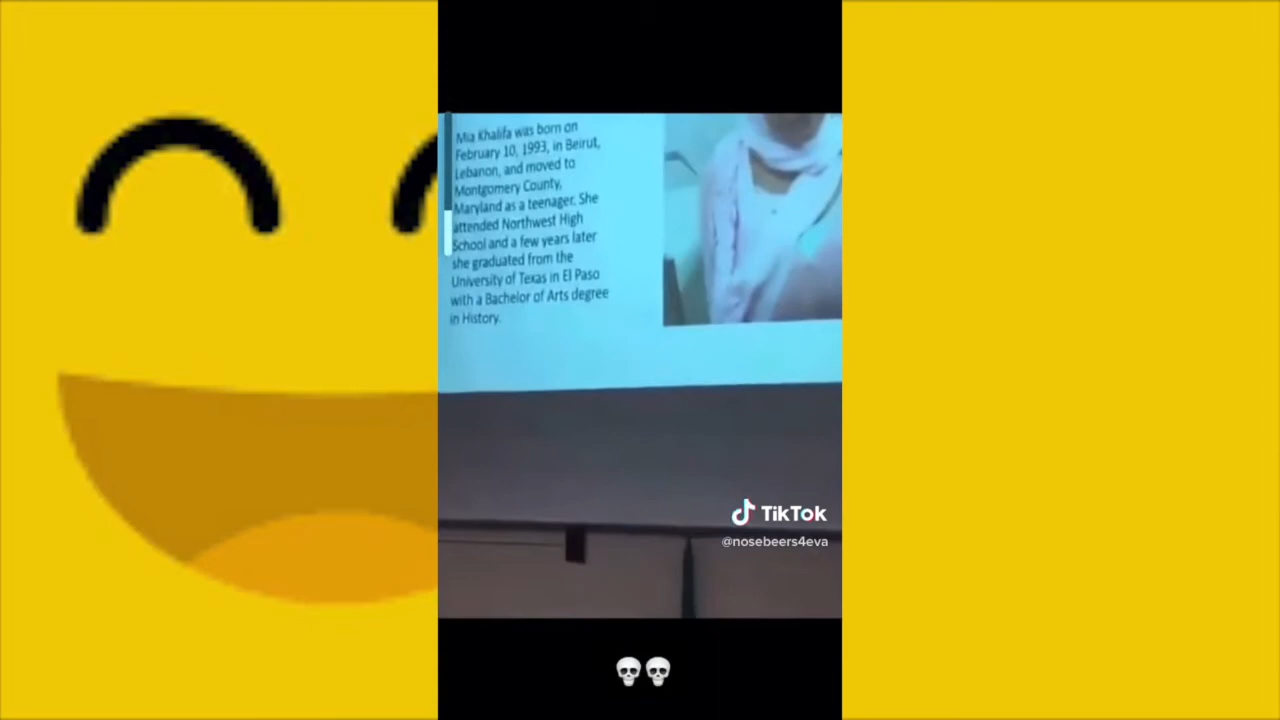 Mia Khalifa was born on
February 10, 1993, in Beirut,
Lebanon, and moved to
Montgomery County,
Maryland as a teenager. She
attended Northwest High
School and a few years later
she graduated from the
University of Texas in El Paso
with a Bachelor of Arts degree
in History.
TikTok
@nosebeers4eva